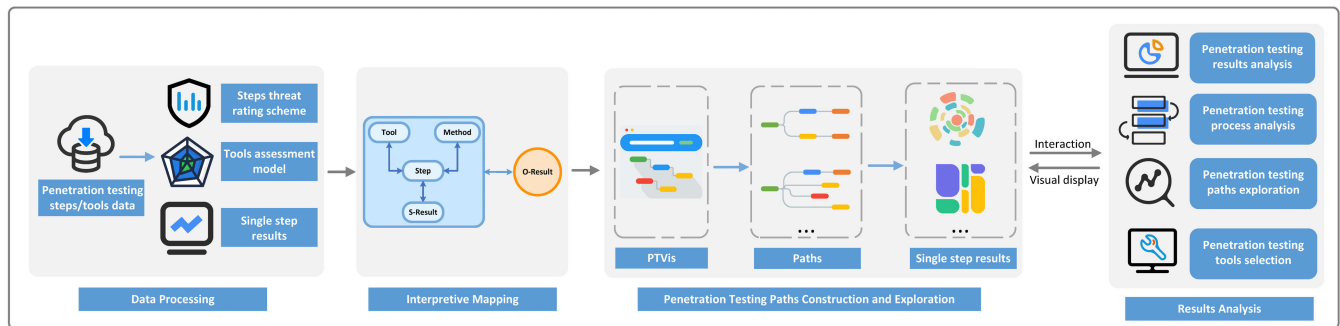 Penetration testing
steps/tools data
Steps threat
rating scheme
Tools assessment
model
Single step
results
Data Processing
Tool
Method
Step
S-Result
O-Result
Interpretive Mapping
PTVis
Paths
...
Single step results
...
Penetration Testing Paths Construction and Exploration
Interaction
Visual display
Penetration testing
results analysis
Penetration testing
process analysis
Penetration testing
paths exploration
Penetration testing
tools selection
Results Analysis